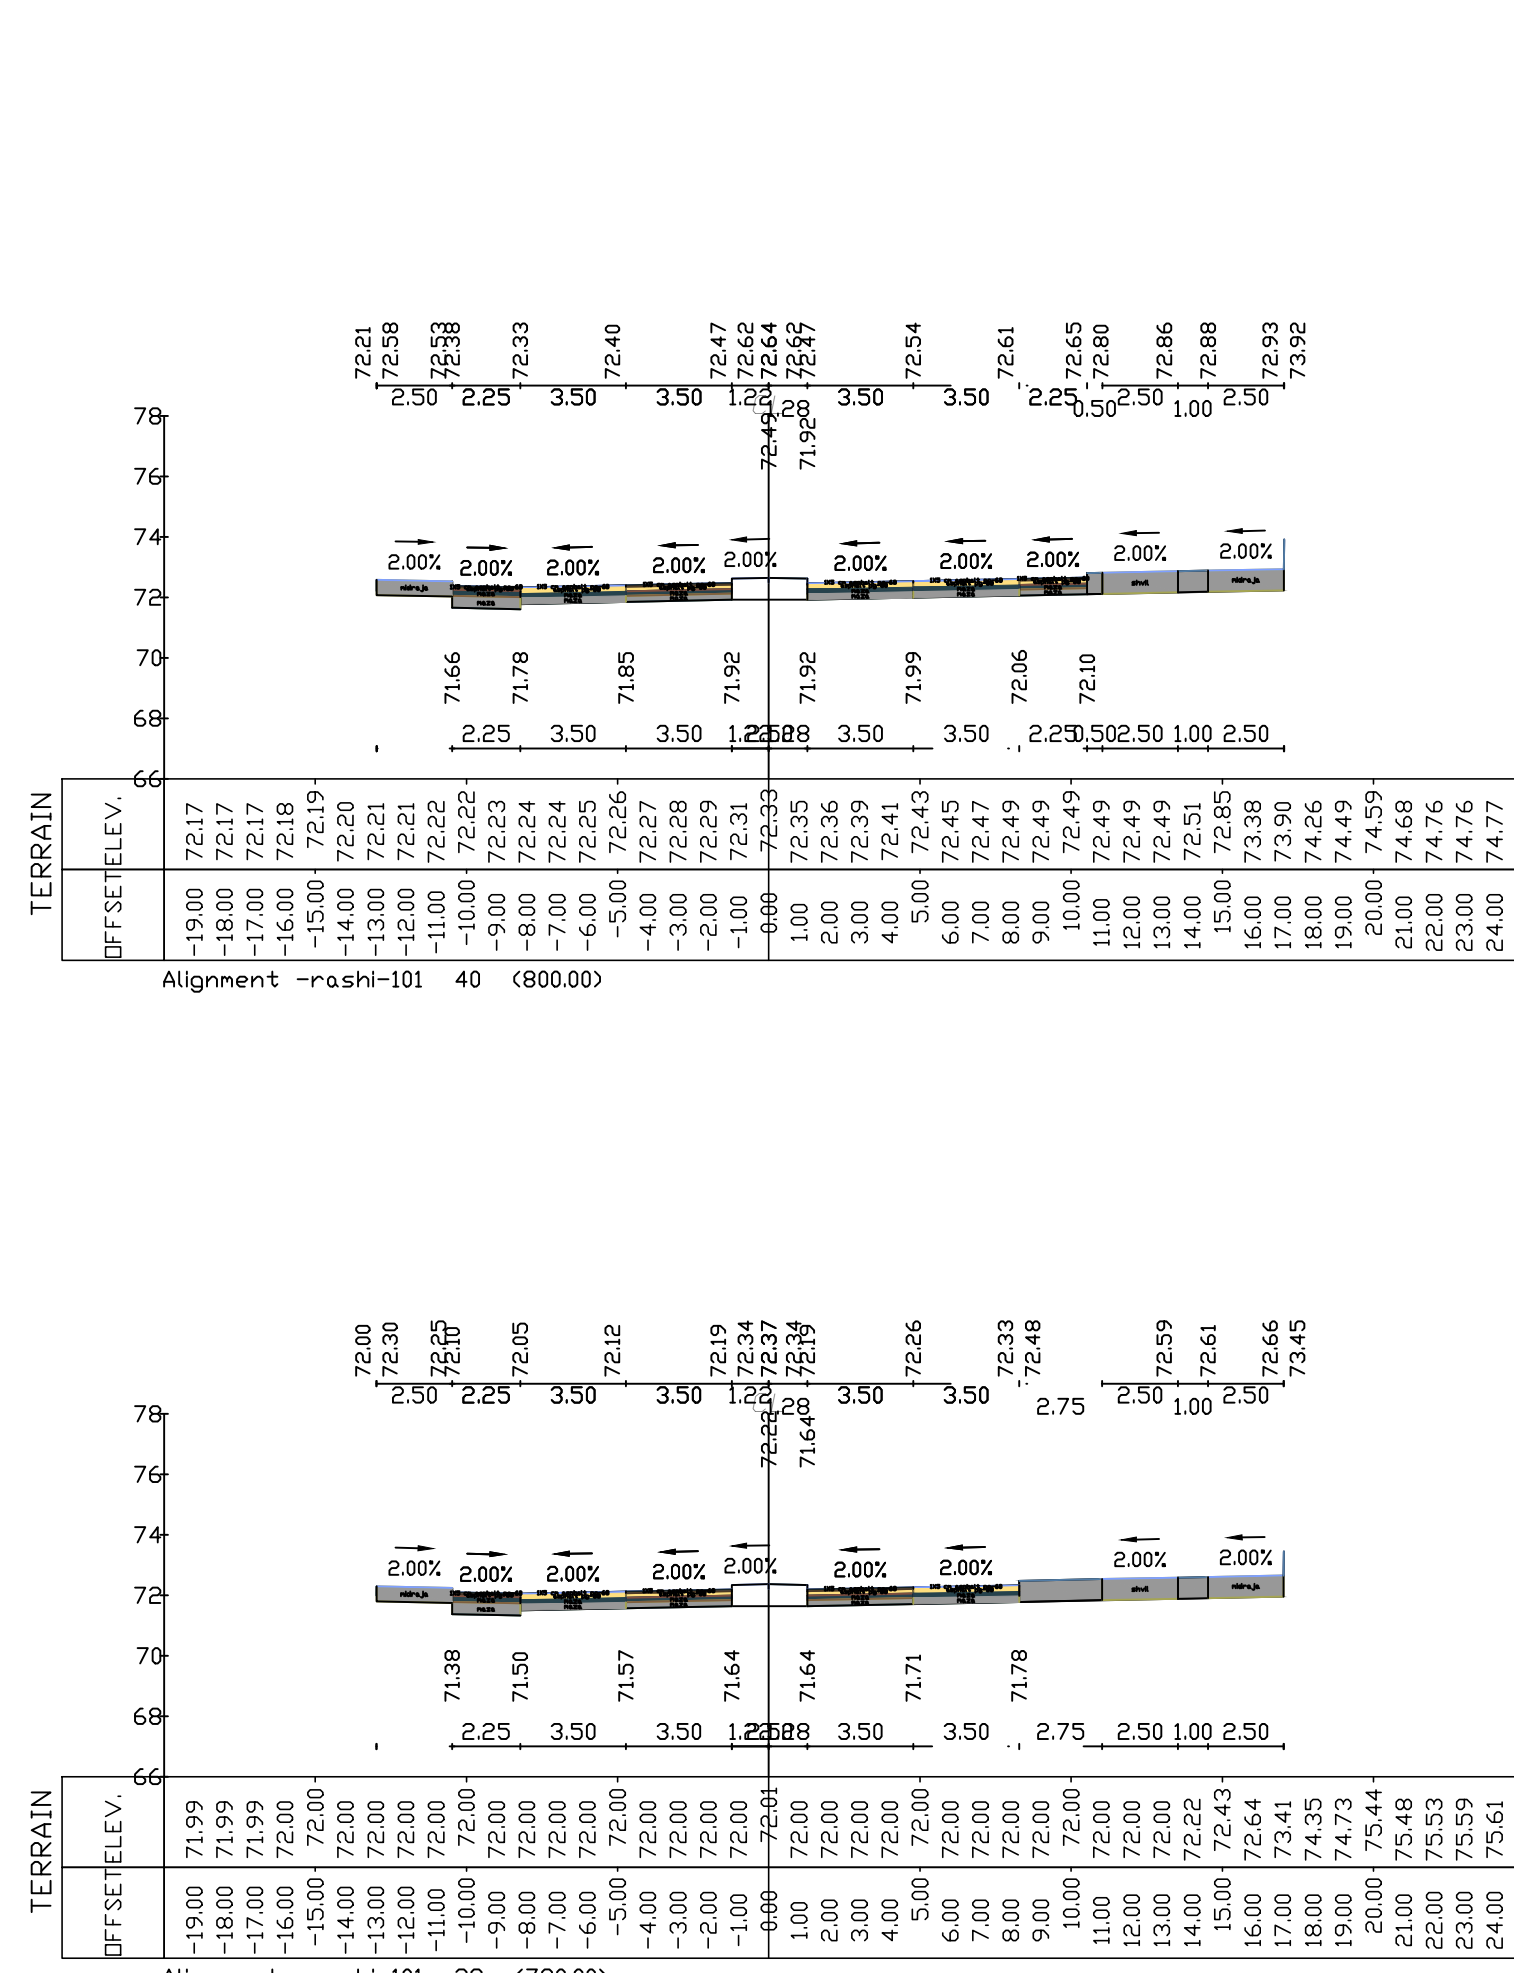 72.21 72.58 72.53 72.38 72.33 72.40 72.47 72.62 72.64 72.62 72.47 72.54 72.61 72.65 72.80 72.86 72.88 72.93 73.92
2.50 2.25 3.50 3.50 1.22 1.28 3.50 3.50 2.25 0.50 2.50 1.00 2.50
72.49 71.92
78
76
74
2.00% 2.00% 2.00% 2.00% 2.00% 2.00% 2.00% 2.00% 2.00% 2.00%
72
midraja maza maza maza maza maza maza shvil midraja
70
71.66 71.78 71.85 71.92 71.92 71.99 72.06 72.10
68
2.25 3.50 3.50 3.50 3.50 2.25 0.50 2.50 1.00 2.50
66
TERRAIN
ELEV. 72.17 72.17 72.17 72.18 72.19 72.20 72.21 72.21 72.22 72.22 72.23 72.24 72.24 72.25 72.26 72.27 72.28 72.29 72.31 72.33 72.35 72.36 72.39 72.41 72.43 72.45 72.47 72.49 72.49 72.49 72.49 72.49 72.49 72.51 72.85 73.38 73.90 74.26 74.49 74.59 74.68 74.76 74.76 74.77
OFFSET -19.00 -18.00 -17.00 -16.00 -15.00 -14.00 -13.00 -12.00 -11.00 -10.00 -9.00 -8.00 -7.00 -6.00 -5.00 -4.00 -3.00 -2.00 -1.00 0.00 1.00 2.00 3.00 4.00 5.00 6.00 7.00 8.00 9.00 10.00 11.00 12.00 13.00 14.00 15.00 16.00 17.00 18.00 19.00 20.00 21.00 22.00 23.00 24.00
Alignment -rashi-101 40 (800.00)
72.00 72.30 72.25 72.10 72.05 72.12 72.19 72.34 72.37 72.34 72.19 72.26 72.33 72.48 72.59 72.61 72.66 73.45
2.50 2.25 3.50 3.50 1.22 1.28 3.50 3.50 2.75 2.50 1.00 2.50
72.22 71.64
78
76
74
2.00% 2.00% 2.00% 2.00% 2.00% 2.00% 2.00% 2.00% 2.00%
72
midraja maza maza maza maza maza shvil midraja
70
71.38 71.50 71.57 71.64 71.64 71.71 71.78
68
2.25 3.50 3.50 3.50 3.50 2.75 2.50 1.00 2.50
66
TERRAIN
ELEV. 71.99 71.99 71.99 72.00 72.00 72.00 72.00 72.00 72.00 72.00 72.00 72.00 72.00 72.00 72.00 72.00 72.00 72.00 72.00 72.01 72.00 72.00 72.00 72.00 72.00 72.00 72.00 72.00 72.00 72.00 72.00 72.00 72.00 72.22 72.43 72.64 73.41 74.35 74.73 75.44 75.48 75.53 75.59 75.61
OFFSET -19.00 -18.00 -17.00 -16.00 -15.00 -14.00 -13.00 -12.00 -11.00 -10.00 -9.00 -8.00 -7.00 -6.00 -5.00 -4.00 -3.00 -2.00 -1.00 0.00 1.00 2.00 3.00 4.00 5.00 6.00 7.00 8.00 9.00 10.00 11.00 12.00 13.00 14.00 15.00 16.00 17.00 18.00 19.00 20.00 21.00 22.00 23.00 24.00